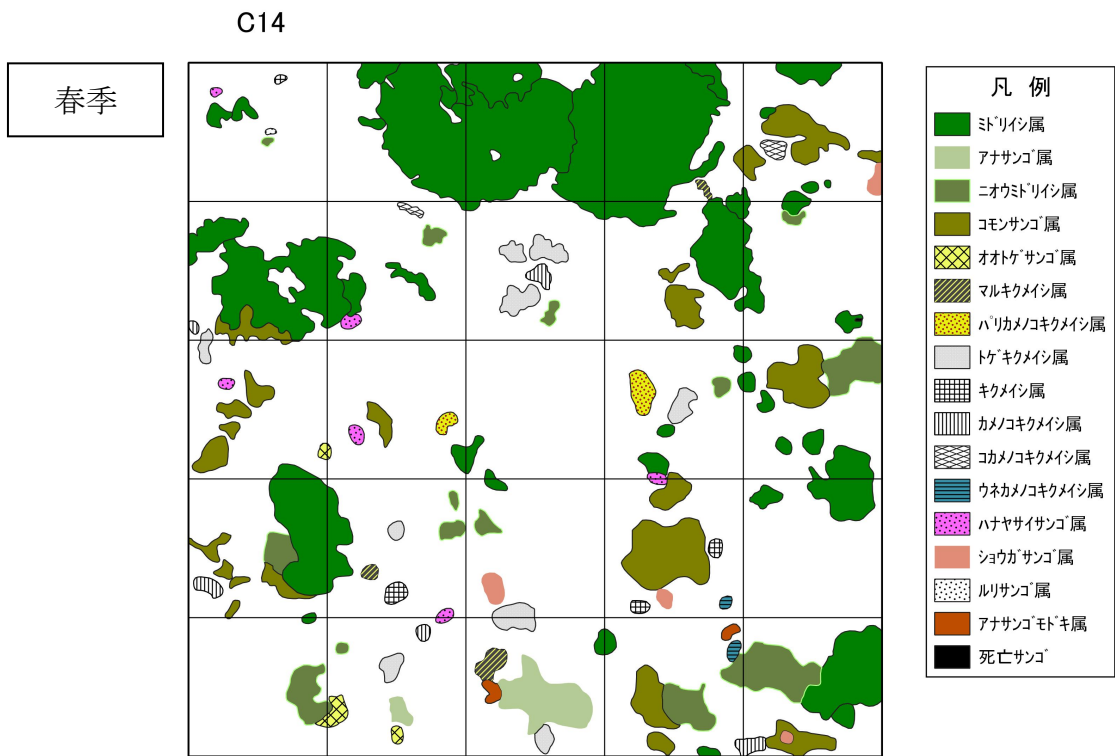 C14
春季
凡 例
ミドリイシ属
アナサンゴ属
ニオウミドリイシ属
コモンサンゴ属
オオトゲサンゴ属
マルキクメイシ属
パリカメノコキクメイシ属
トゲキクメイシ属
キクメイシ属
カメノコキクメイシ属
コカメノコキクメイシ属
ウネカメノコキクメイシ属
ハナヤサイサンゴ属
ショウガサンゴ属
ルリサンゴ属
アナサンゴモドキ属
死亡サンゴ